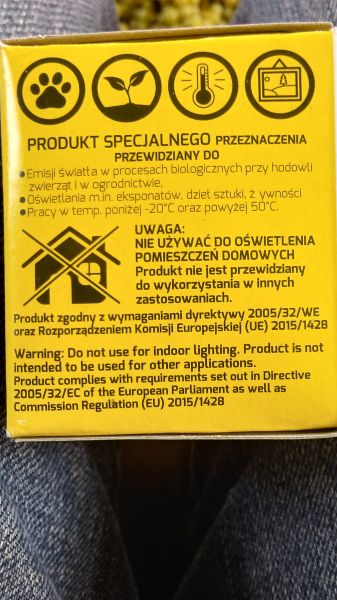 PRODUKT SPECJALNEGO PRZEZNACZENIA
PRZEWIDZIANY DO
•Emisji światła w procesach biologicznych przy hodowli
zwierząt i w ogrodnictwie,
•Oświetlania m.in. eksponatów, dzieł sztuki, ż ywności
•Pracy w temp. poniżej -20°C oraz powyżej 50°C.
UWAGA:
NIE UŻYWAĆ DO OŚWIETLENIA
POMIESZCZEŃ DOMOWYCH
Produkt nie jest przewidziany
do wykorzystania w innych
zastosowaniach.
Produkt zgodny z wymaganiami dyrektywy 2005/32/WE
oraz Rozporządzeniem Komisji Europejskiej (UE) 2015/1428
Warning: Do not use for indoor lighting. Product is not
intended to be used for other applications.
Product complies with requirements set out in Directive
2005/32/EC of the European Parliament as well as
Commission Regulation (EU) 2015/1428